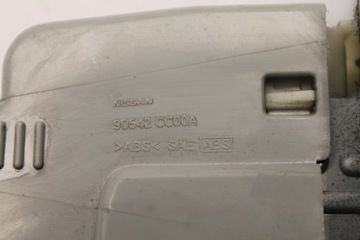 NISSAN
90542 CC00A
>ABS< SAE ABS